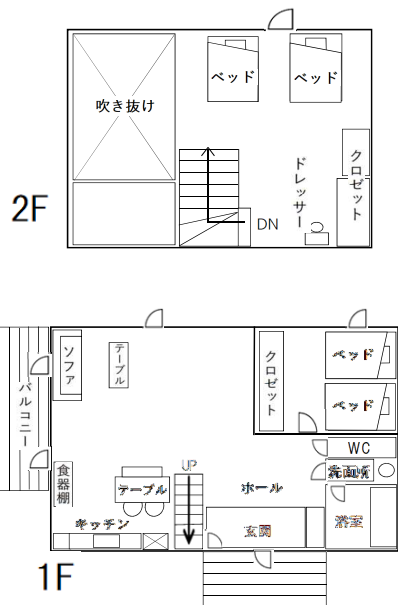 ベッド
ベッド
吹き抜け
クロゼット
ドレッサー
2F
DN
ソファ
テーブル
クロゼット
ベッド
ベッド
バルコニー
WC
食器棚
UP
洗面所
テーブル
ホール
キッチン
玄関
浴室
1F